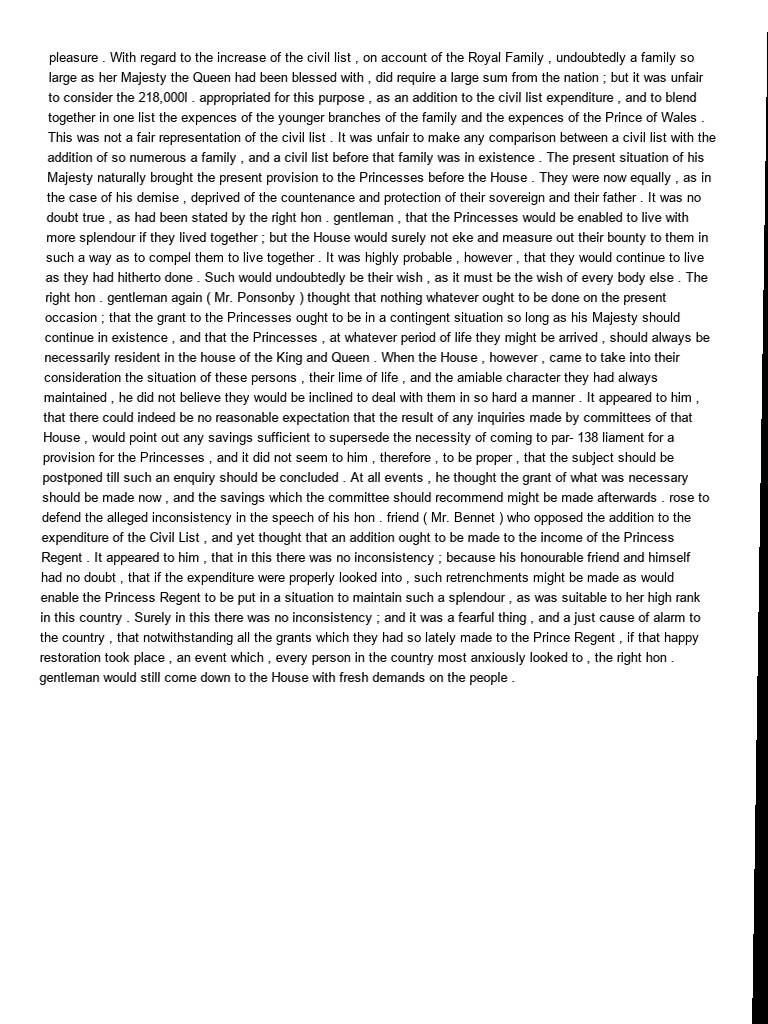 pleasure . With regard to the increase of the civil list , on account of the Royal Family , undoubtedly a family so
large as her Majesty the Queen had been blessed with , did require a large sum from the nation ; but it was unfair
to consider the 218,000l . appropriated for this purpose , as an addition to the civil list expenditure , and to blend
together in one list the expences of the younger branches of the family and the expences of the Prince of Wales .
This was not a fair representation of the civil list . It was unfair to make any comparison between a civil list with the
addition of so numerous a family , and a civil list before that family was in existence . The present situation of his
Majesty naturally brought the present provision to the Princesses before the House . They were now equally , as in
the case of his demise , deprived of the countenance and protection of their sovereign and their father . It was no
doubt true , as had been stated by the right hon . gentleman , that the Princesses would be enabled to live with
more splendour if they lived together ; but the House would surely not eke and measure out their bounty to them in
such a way as to compel them to live together . It was highly probable , however , that they would continue to live
as they had hitherto done . Such would undoubtedly be their wish , as it must be the wish of every body else . The
right hon . gentleman again ( Mr. Ponsonby ) thought that nothing whatever ought to be done on the present
occasion ; that the grant to the Princesses ought to be in a contingent situation so long as his Majesty should
continue in existence , and that the Princesses , at whatever period of life they might be arrived , should always be
necessarily resident in the house of the King and Queen . When the House , however , came to take into their
consideration the situation of these persons , their lime of life , and the amiable character they had always
maintained , he did not believe they would be inclined to deal with them in so hard a manner . It appeared to him ,
that there could indeed be no reasonable expectation that the result of any inquiries made by committees of that
House , would point out any savings sufficient to supersede the necessity of coming to par- 138 liament for a
provision for the Princesses , and it did not seem to him , therefore , to be proper , that the subject should be
postponed till such an enquiry should be concluded . At all events , he thought the grant of what was necessary
should be made now , and the savings which the committee should recommend might be made afterwards . rose to
defend the alleged inconsistency in the speech of his hon . friend ( Mr. Bennet ) who opposed the addition to the
expenditure of the Civil List , and yet thought that an addition ought to be made to the income of the Princess
Regent . It appeared to him , that in this there was no inconsistency ; because his honourable friend and himself
had no doubt , that if the expenditure were properly looked into , such retrenchments might be made as would
enable the Princess Regent to be put in a situation to maintain such a splendour , as was suitable to her high rank
in this country . Surely in this there was no inconsistency ; and it was a fearful thing , and a just cause of alarm to
the country , that notwithstanding all the grants which they had so lately made to the Prince Regent , if that happy
restoration took place , an event which , every person in the country most anxiously looked to , the right hon .
gentleman would still come down to the House with fresh demands on the people .